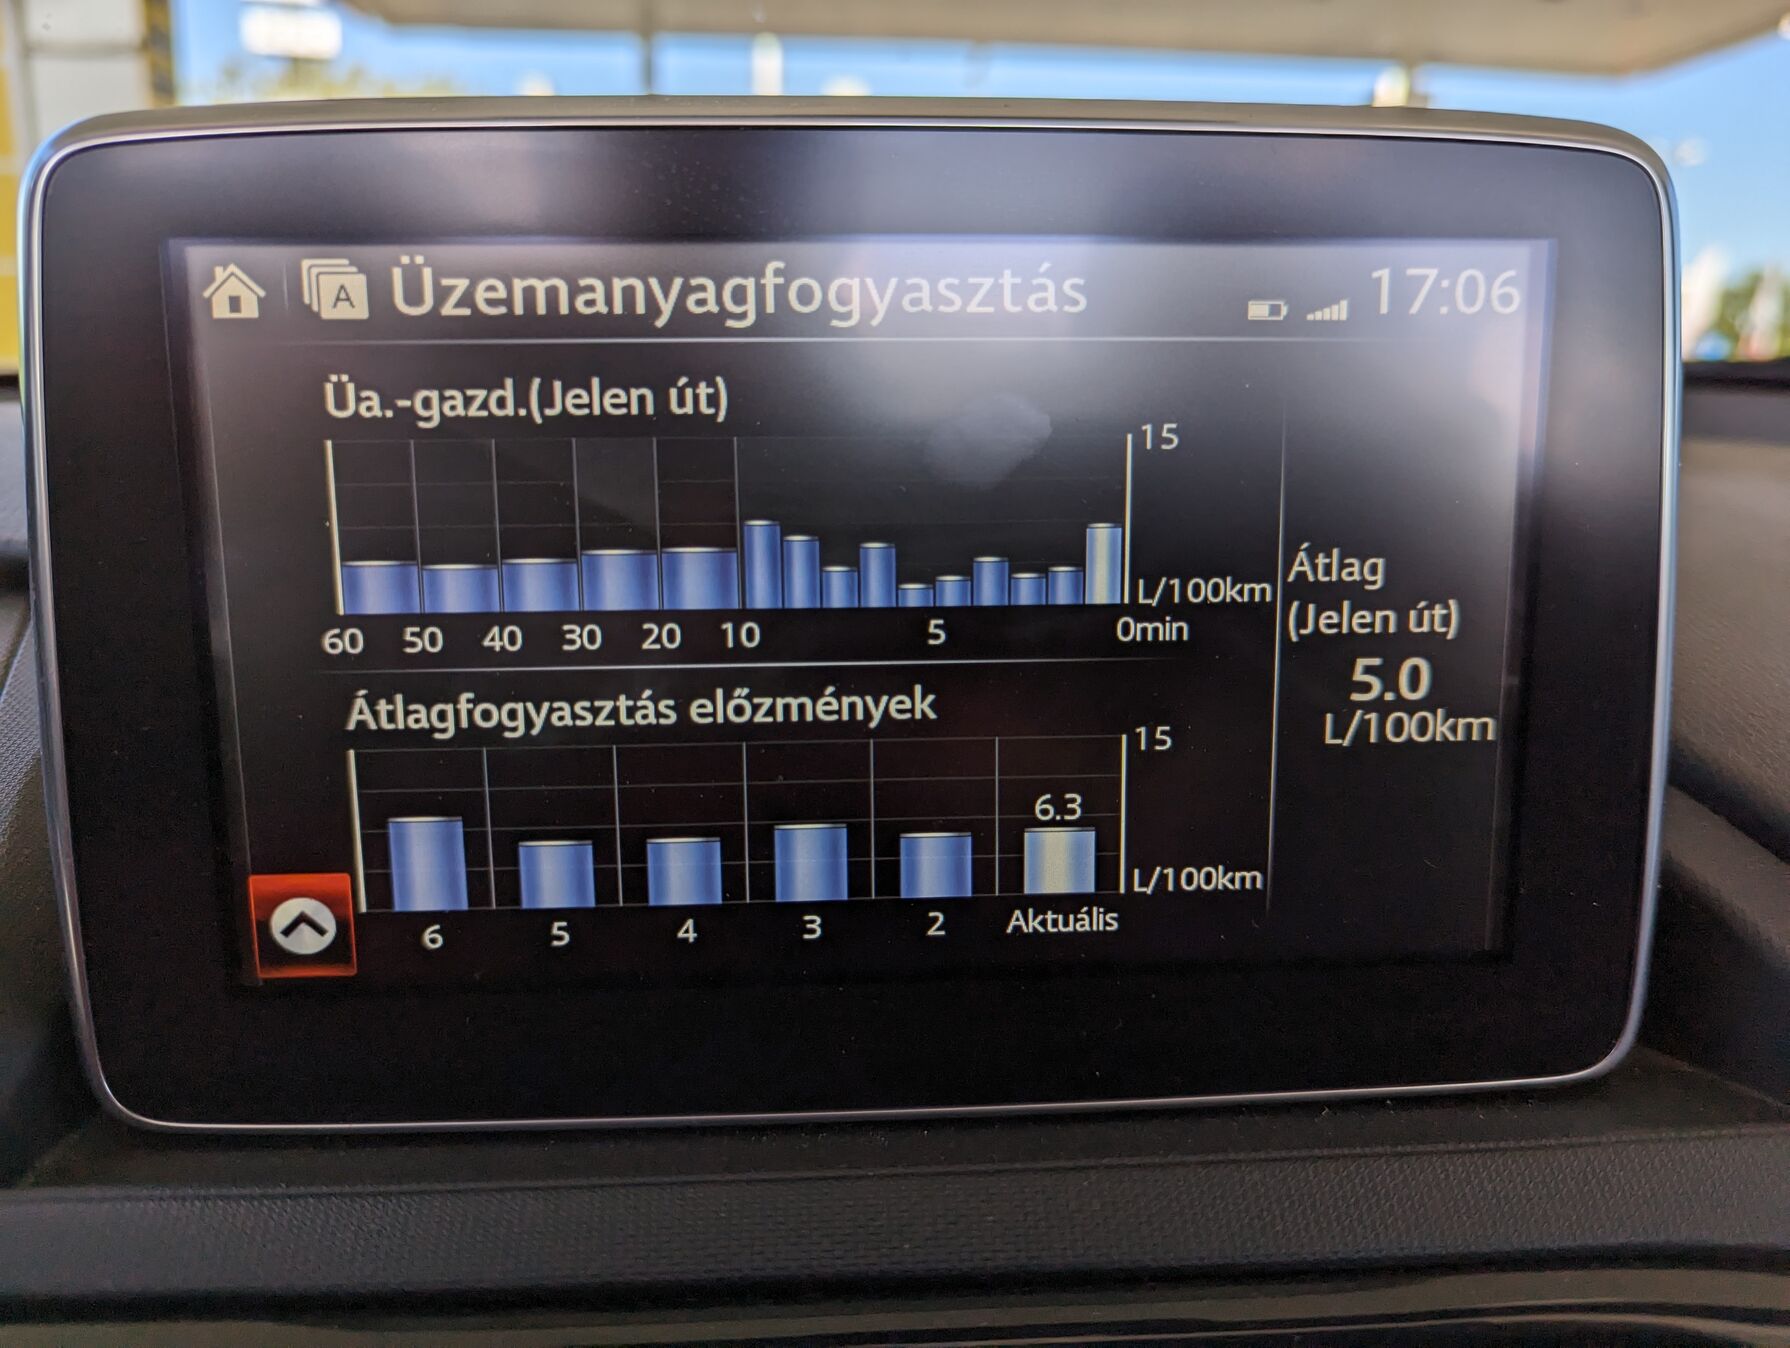 A Üzemanyagfogyasztás 17:06
Üa.-gazd.(Jelen út)
15
L/100km
60 50 40 30 20 10 5 0min
Átlagfogyasztás előzmények
15
6.3
L/100km
6 5 4 3 2 Aktuális
Átlag
(Jelen út)
5.0
L/100km